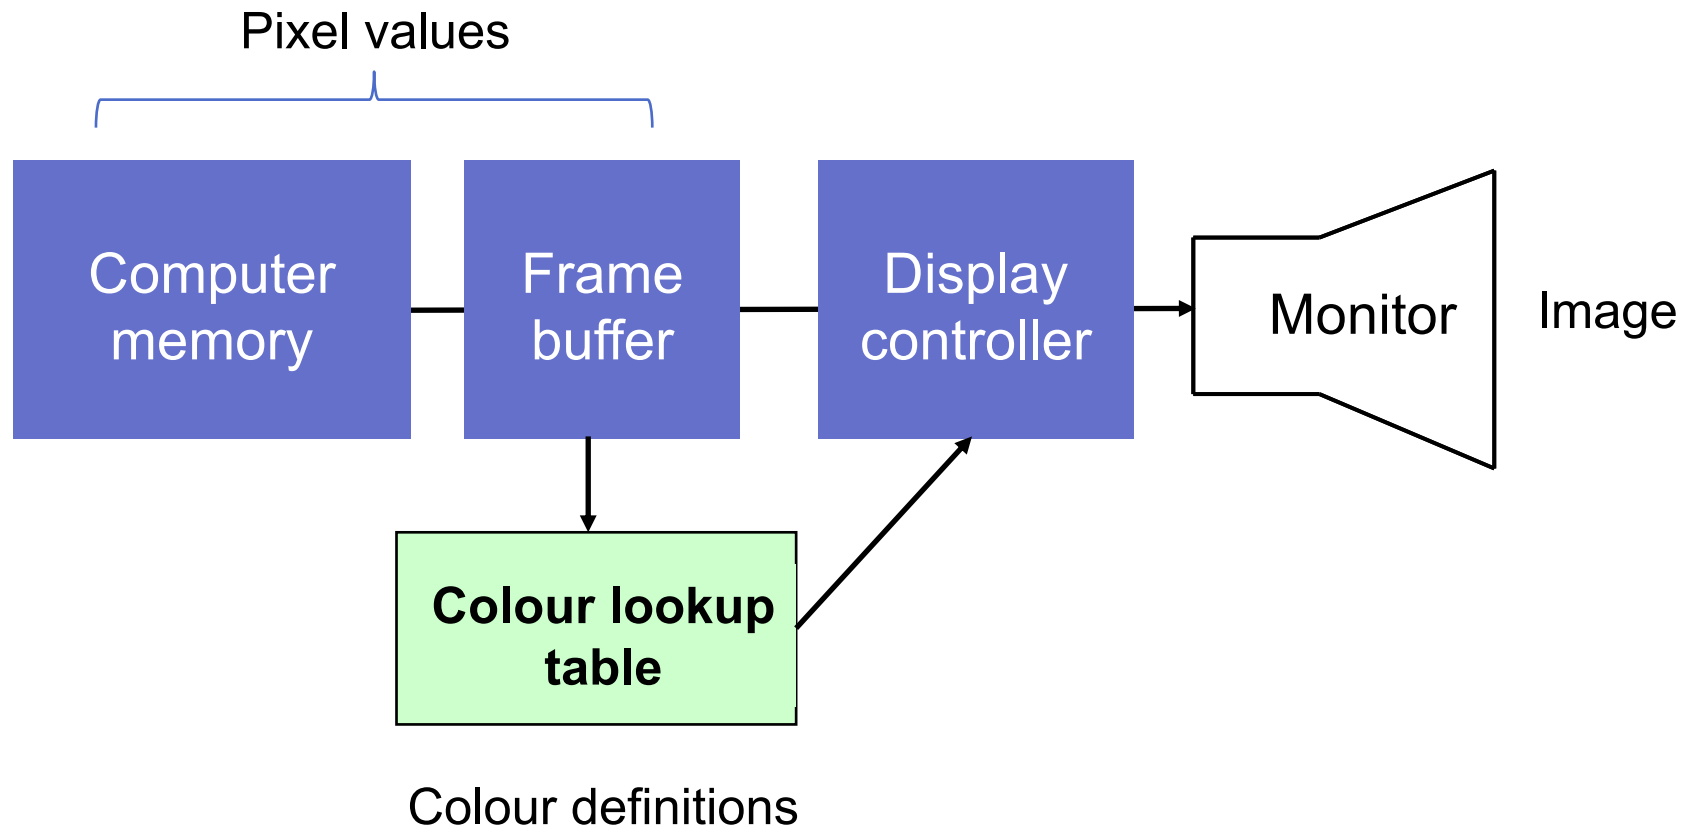 Pixel values
Computer
memory
Frame
buffer
Display
controller
Monitor
Image
Colour lookup
table
Colour definitions